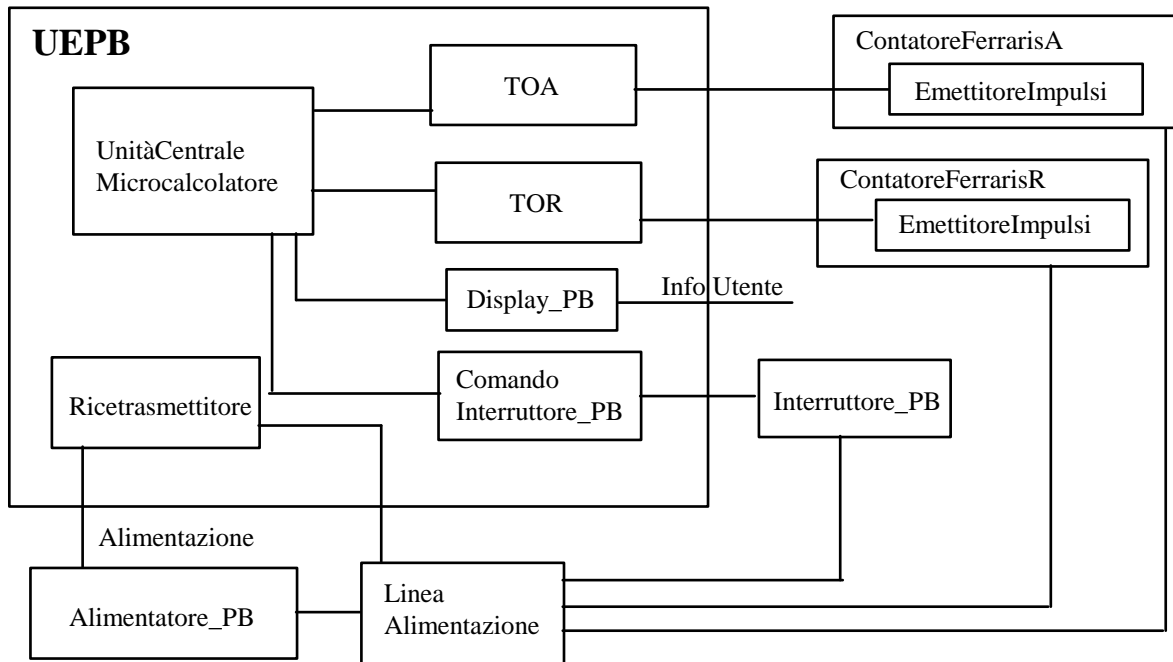 UEPB
ContatoreFerrarisA
TOA
EmettitoreImpulsi
UnitàCentrale
Microcalcolatore
ContatoreFerrarisR
TOR
EmettitoreImpulsi
Display_PB
Info Utente
Ricetrasmettitore
Comando
Interruttore_PB
Interruttore_PB
Alimentazione
Alimentatore_PB
Linea
Alimentazione